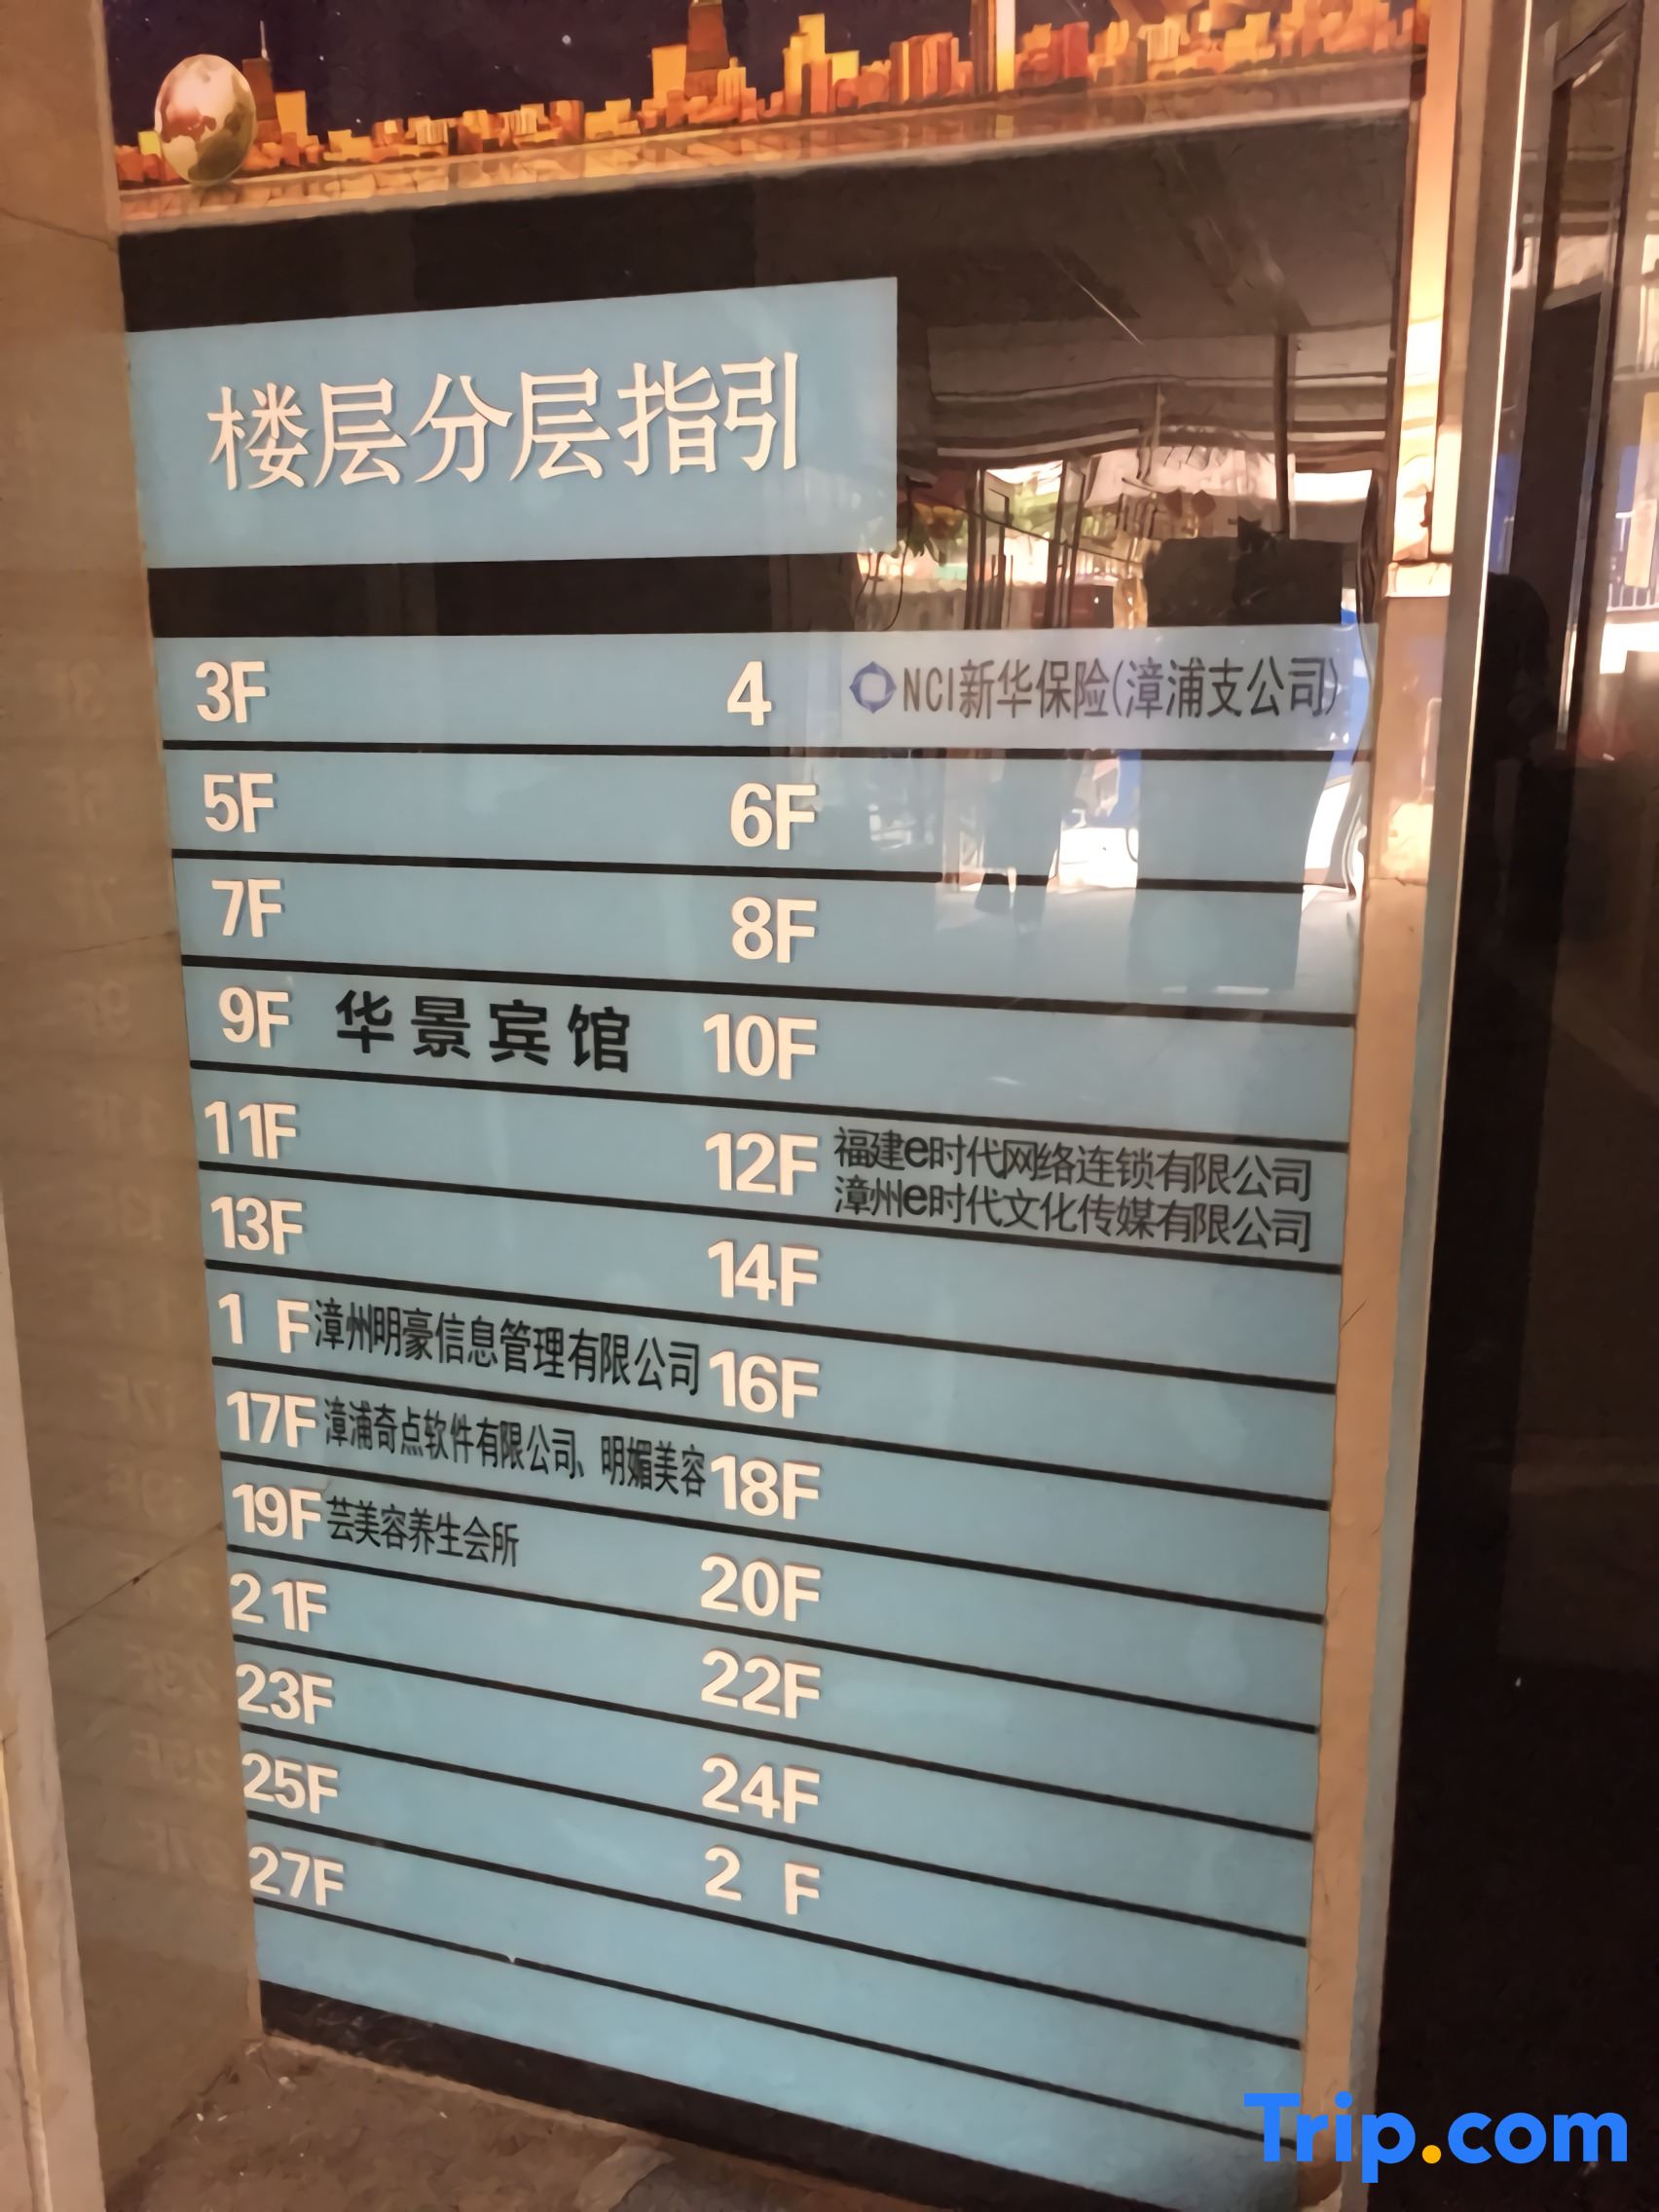 楼层分层指引
3F
4 NCI新华保险(漳浦支公司)
5F
6F
7F
8F
9F 华景宾馆
10F
11F
12F 福建e时代网络连锁有限公司
漳州e时代文化传媒有限公司
13F
14F
1 F 漳州明豪信息管理有限公司
16F
17F 漳浦奇点软件有限公司、明媚美容
18F
19F 芸美容养生会所
20F
21F
22F
23F
24F
25F
2 F
27F
Trip.com